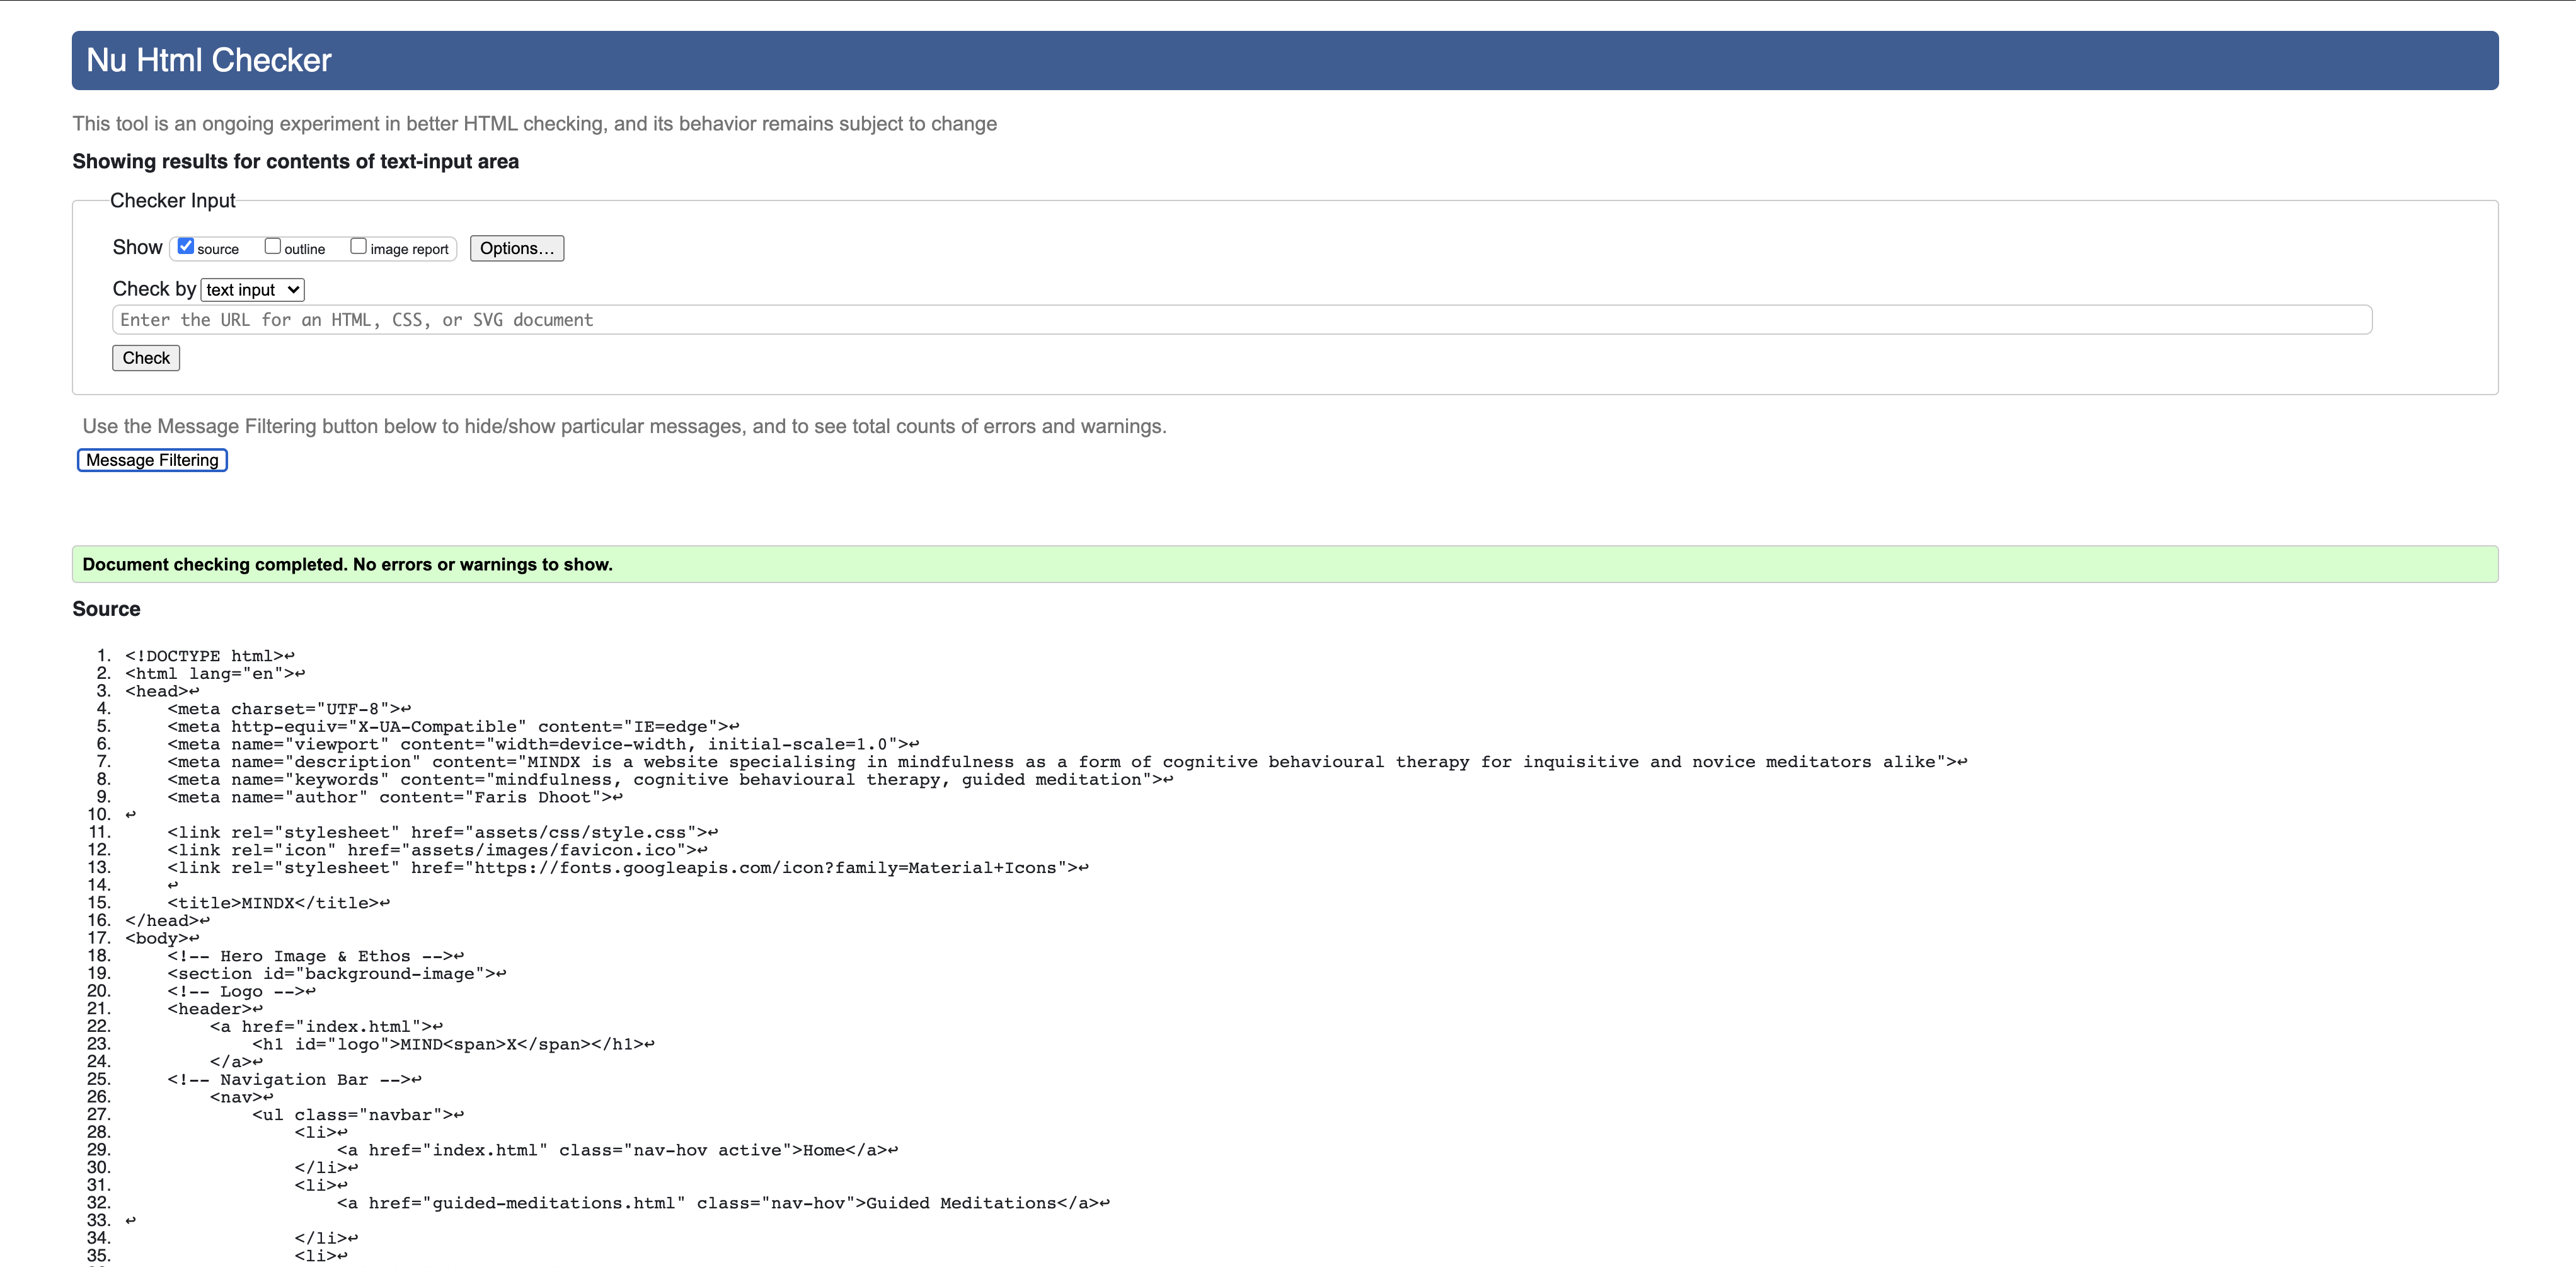 Nu Html Checker
This tool is an ongoing experiment in better HTML checking, and its behavior remains subject to change
Showing results for contents of text-input area
Checker Input
Show source outline image report Options...
Check by text input
Enter the URL for an HTML, CSS, or SVG document
Check
Use the Message Filtering button below to hide/show particular messages, and to see total counts of errors and warnings.
Message Filtering
Document checking completed. No errors or warnings to show.
Source
1. <!DOCTYPE html>↩
2. <html lang="en">↩
3. <head>↩
4.     <meta charset="UTF-8">↩
5.     <meta http-equiv="X-UA-Compatible" content="IE=edge">↩
6.     <meta name="viewport" content="width=device-width, initial-scale=1.0">↩
7.     <meta name="description" content="MINDX is a website specialising in mindfulness as a form of cognitive behavioural therapy for inquisitive and novice meditators alike">↩
8.     <meta name="keywords" content="mindfulness, cognitive behavioural therapy, guided meditation">↩
9.     <meta name="author" content="Faris Dhoot">↩
10. ↩
11.     <link rel="stylesheet" href="assets/css/style.css">↩
12.     <link rel="icon" href="assets/images/favicon.ico">↩
13.     <link rel="stylesheet" href="https://fonts.googleapis.com/icon?family=Material+Icons">↩
14.     ↩
15.     <title>MINDX</title>↩
16. </head>↩
17. <body>↩
18.     <!-- Hero Image & Ethos -->↩
19.     <section id="background-image">↩
20.     <!-- Logo -->↩
21.     <header>↩
22.         <a href="index.html">↩
23.             <h1 id="logo">MIND<span>X</span></h1>↩
24.         </a>↩
25.     <!-- Navigation Bar -->↩
26.         <nav>↩
27.             <ul class="navbar">↩
28.                 <li>↩
29.                     <a href="index.html" class="nav-hov active">Home</a>↩
30.                 </li>↩
31.                 <li>↩
32.                     <a href="guided-meditations.html" class="nav-hov">Guided Meditations</a>↩
33. ↩
34.                 </li>↩
35.                 <li>↩